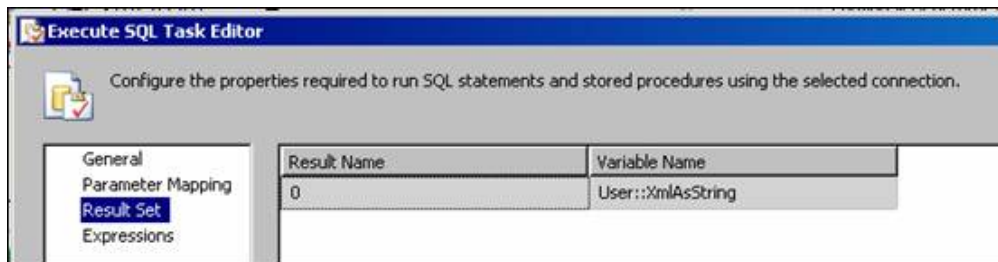 Execute SQL Task Editor
Configure the properties required to run SQL statements and stored procedures using the selected connection.
General
Parameter Mapping
Result Set
Expressions
Result Name Variable Name
0 User::XmlAsString